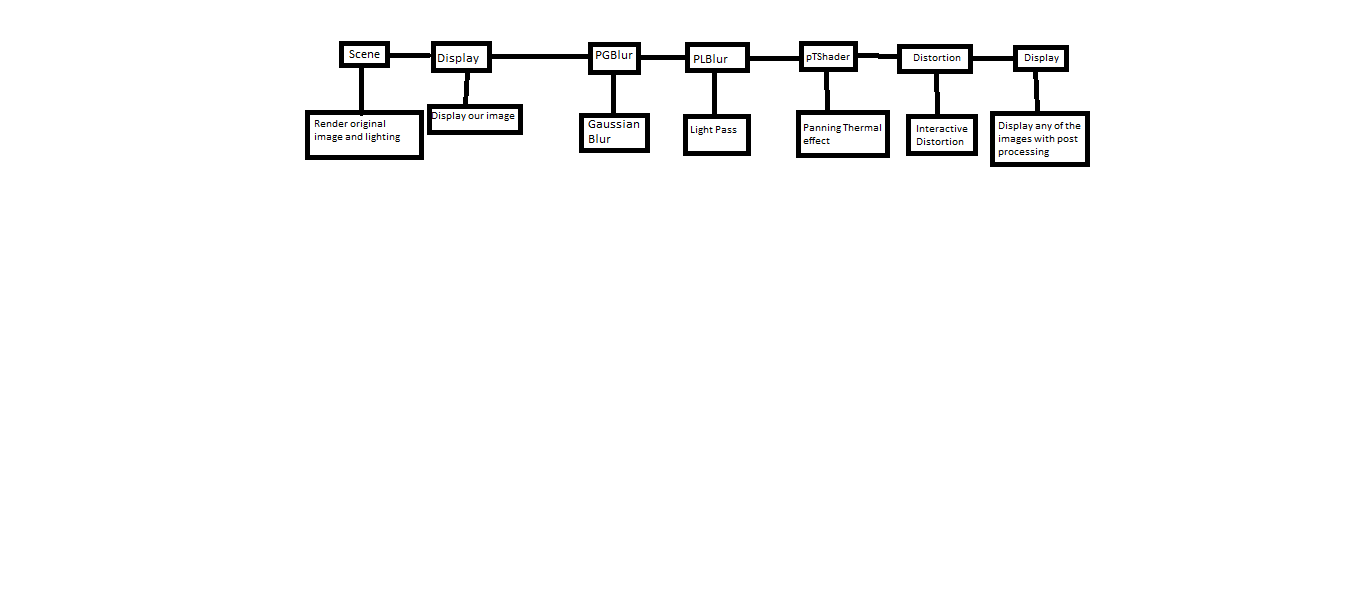 Scene
Display
PGBlur
PLBlur
pTShader
Distortion
Display
Render original
image and lighting
Display our image
Gaussian
Blur
Light Pass
Panning Thermal
effect
Interactive
Distortion
Display any of the
images with post
processing